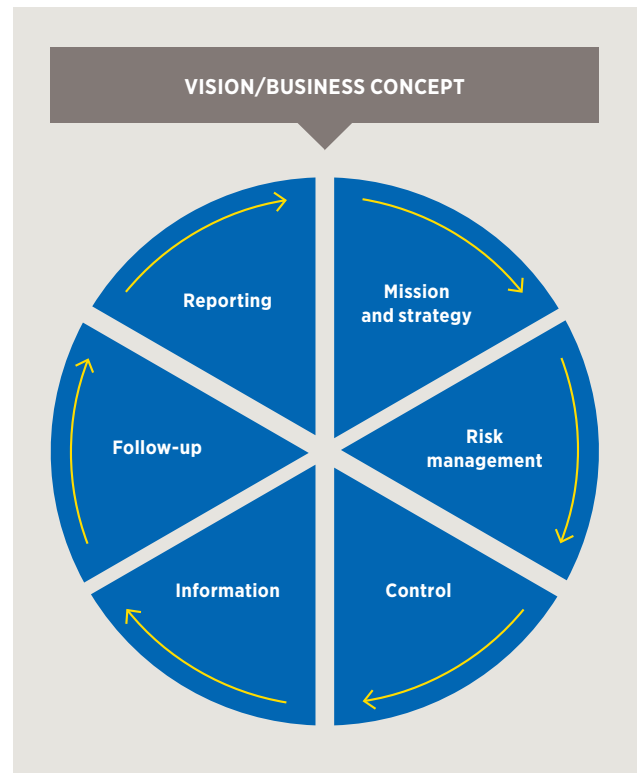 VISION/BUSINESS CONCEPT
Mission
and strategy
Risk
management
Control
Information
Follow-up
Reporting